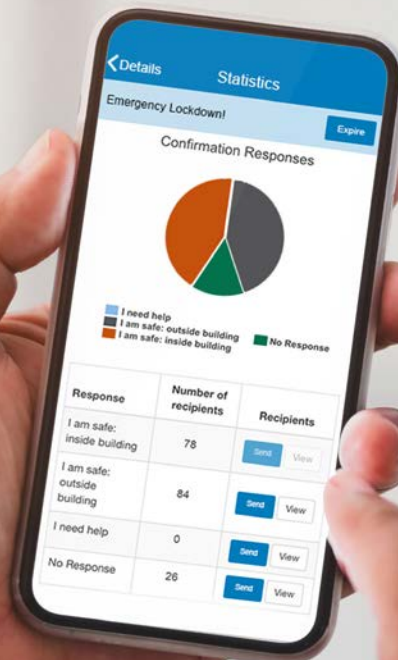 Details
Statistics
Emergency Lockdown!
Expire
Confirmation Responses
I need help
I am safe: outside building
I am safe: inside building
No Response
Response
Number of
recipients
Recipients
I am safe:
inside building
78
Send
View
I am safe:
outside
building
84
Send
View
I need help
0
Send
View
No Response
26
Send
View